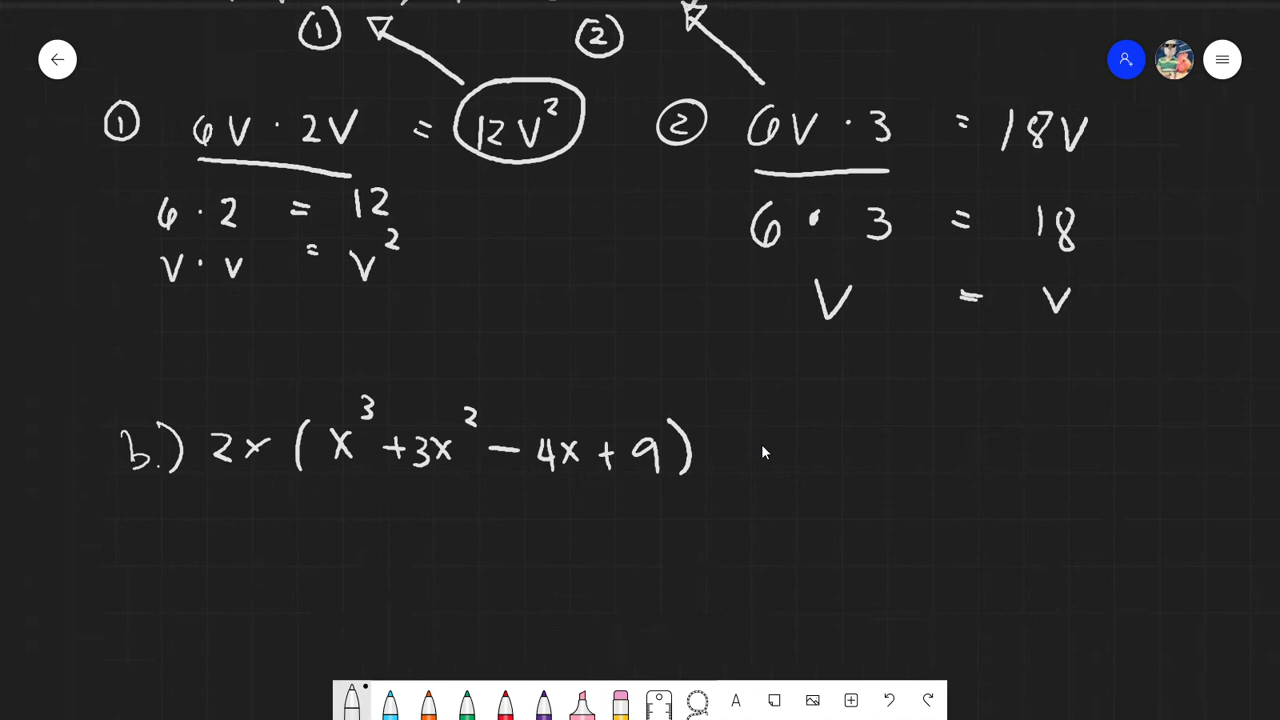 ① ②
① 6V · 2V = 12V² ② 6V · 3 = 18V
6 · 2 = 12 6 · 3 = 18
V · V = V² V = V
b.) 2x (x³ + 3x² - 4x + 9)
A